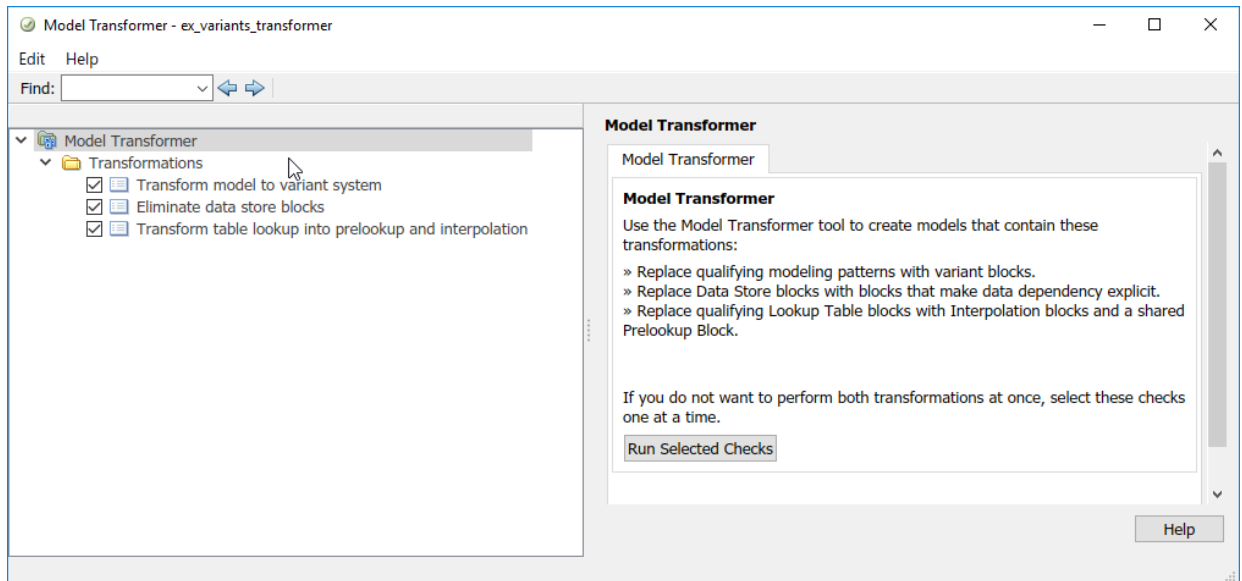 Model Transformer - ex_variants_transformer
Edit Help
Find:
Model Transformer
Transformations
Transform model to variant system
Eliminate data store blocks
Transform table lookup into prelookup and interpolation
Model Transformer
Model Transformer
Model Transformer
Use the Model Transformer tool to create models that contain these
transformations:
» Replace qualifying modeling patterns with variant blocks.
» Replace Data Store blocks with blocks that make data dependency explicit.
» Replace qualifying Lookup Table blocks with Interpolation blocks and a shared
Prelookup Block.
If you do not want to perform both transformations at once, select these checks
one at a time.
Run Selected Checks
Help